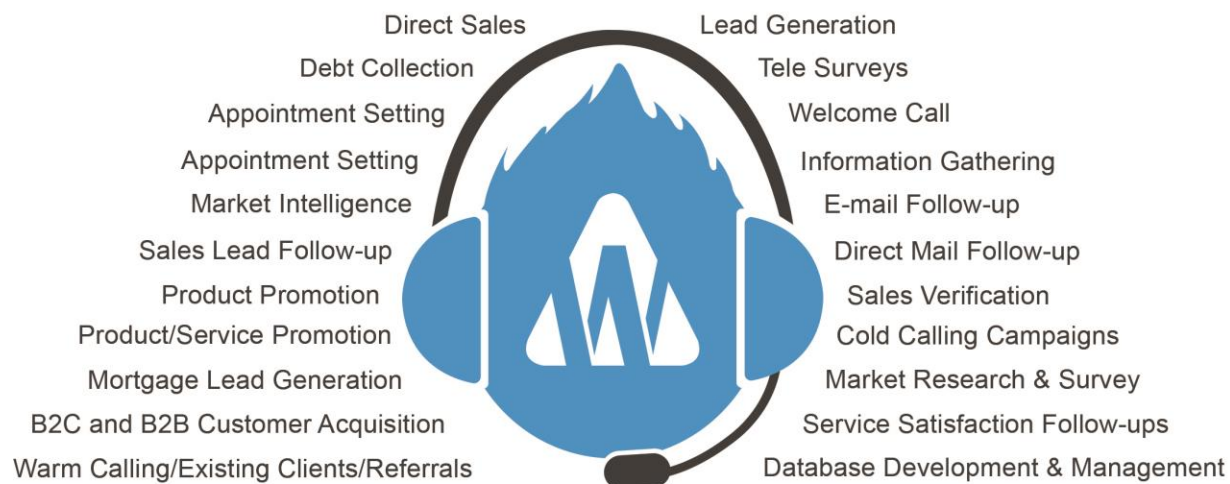 Direct Sales
Debt Collection
Appointment Setting
Appointment Setting
Market Intelligence
Sales Lead Follow-up
Product Promotion
Product/Service Promotion
Mortgage Lead Generation
B2C and B2B Customer Acquisition
Warm Calling/Existing Clients/Referrals
Lead Generation
Tele Surveys
Welcome Call
Information Gathering
E-mail Follow-up
Direct Mail Follow-up
Sales Verification
Cold Calling Campaigns
Market Research & Survey
Service Satisfaction Follow-ups
Database Development & Management